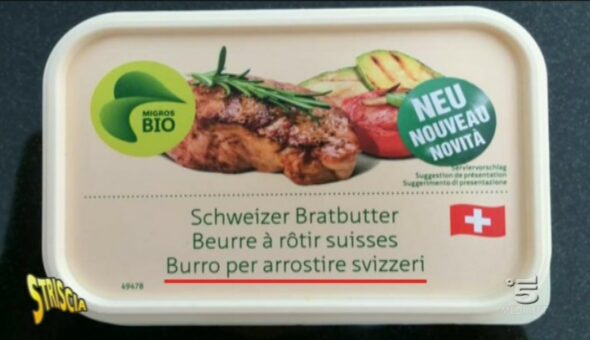 MIGROS
BIO
NEU
NOUVEAU
NOVITÀ
Serviervorschlag
Suggestion de présentation
Suggerimento di presentazione
Schweizer Bratbutter
Beurre à rôtir suisses
Burro per arrostire svizzeri
49478
STRISCIA
5